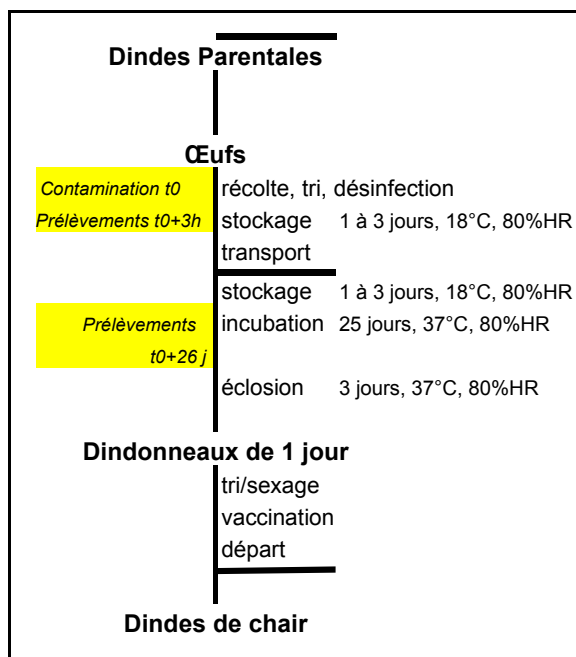 Dindes Parentales
Œufs
Contamination t0 récolte, tri, désinfection
Prélèvements t0+3h stockage 1 à 3 jours, 18°C, 80%HR
transport
stockage 1 à 3 jours, 18°C, 80%HR
Prélèvements incubation 25 jours, 37°C, 80%HR
t0+26 j
éclosion 3 jours, 37°C, 80%HR
Dindonneaux de 1 jour
tri/sexage
vaccination
départ
Dindes de chair